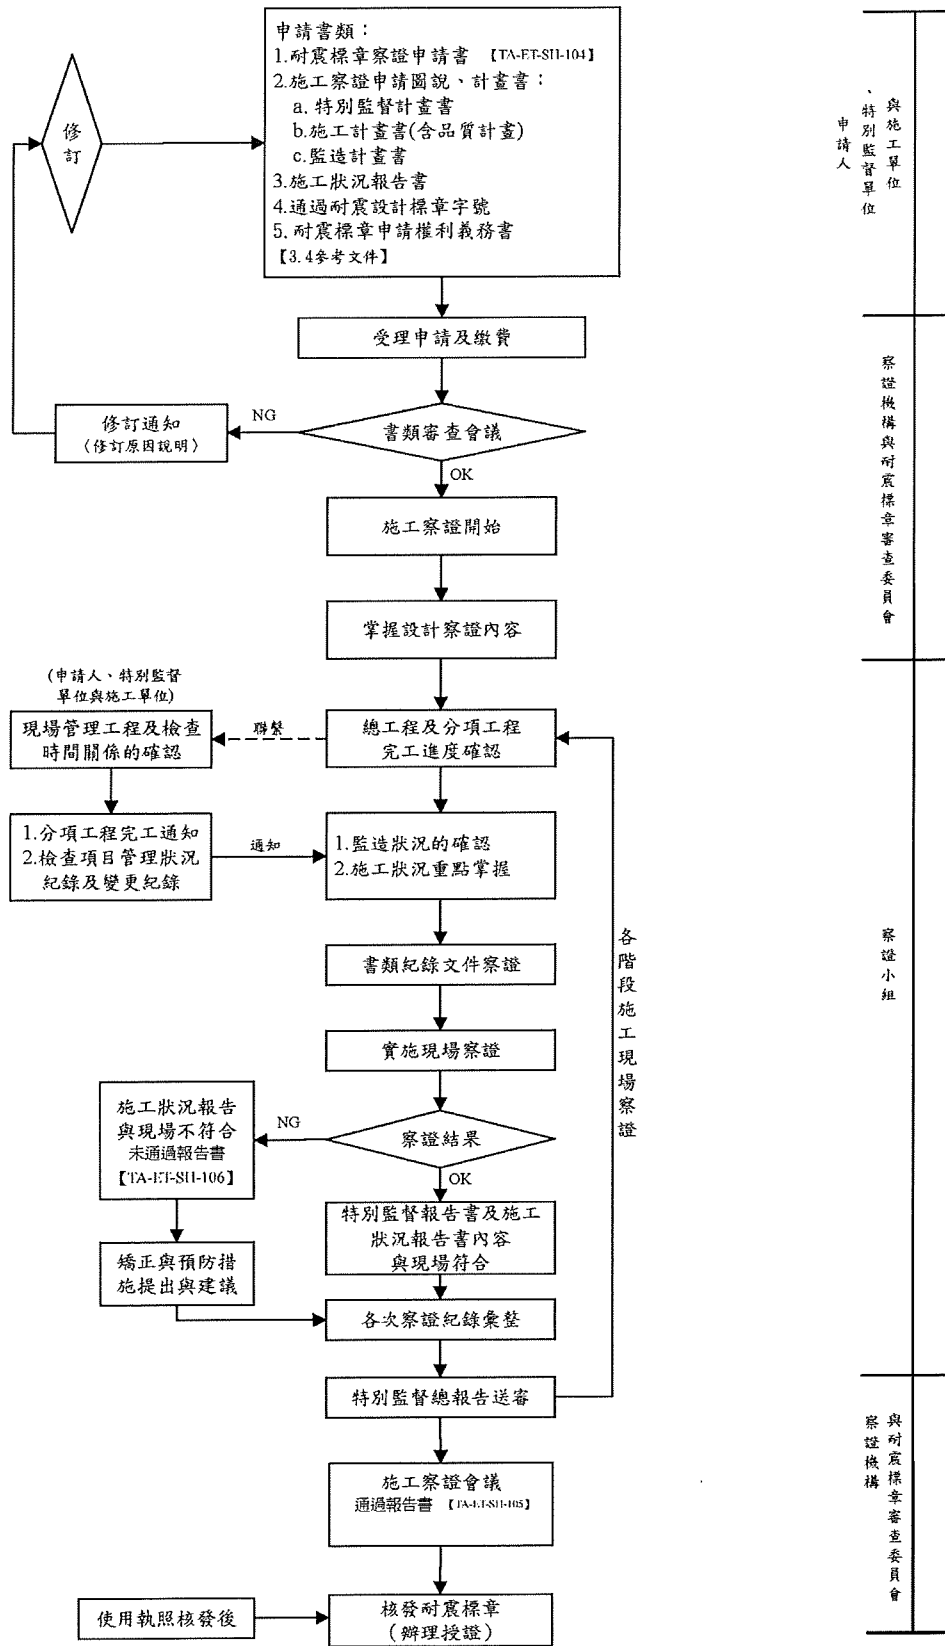 申請書類：
1.耐震標章察證申請書 【TA-ET-SH-104】
2.施工察證申請圖說、計畫書：
a.特別監督計畫書
b.施工計畫書(含品質計畫)
c.監造計畫書
3.施工狀況報告書
4.通過耐震設計標章字號
5.耐震標章申請權利義務書
【3.4參考文件】
修訂
申請人
、特別監督單位
與施工單位
受理申請及繳費
修訂通知
(修訂原因說明)
NG
書類審查會議
OK
施工察證開始
掌握設計察證內容
察證機構與耐震標章審查委員會
(申請人、特別監督
單位與施工單位)
現場管理工程及檢查
時間關係的確認
聯繫
總工程及分項工程
完工進度確認
1.分項工程完工通知
2.檢查項目管理狀況
紀錄及變更紀錄
通知
1.監造狀況的確認
2.施工狀況重點掌握
書類紀錄文件察證
實施現場察證
各階段施工現場察證
察證小組
施工狀況報告
與現場不符合
未通過報告書
【TA-ET-SH-106】
NG
察證結果
OK
特別監督報告書及施工
狀況報告書內容
與現場符合
矯正與預防措
施提出與建議
各次察證紀錄彙整
特別監督總報告送審
施工察證會議
通過報告書 【TA-ET-SH-105】
察證機構
與耐震標章審查委員會
使用執照核發後
核發耐震標章
(辦理授證)